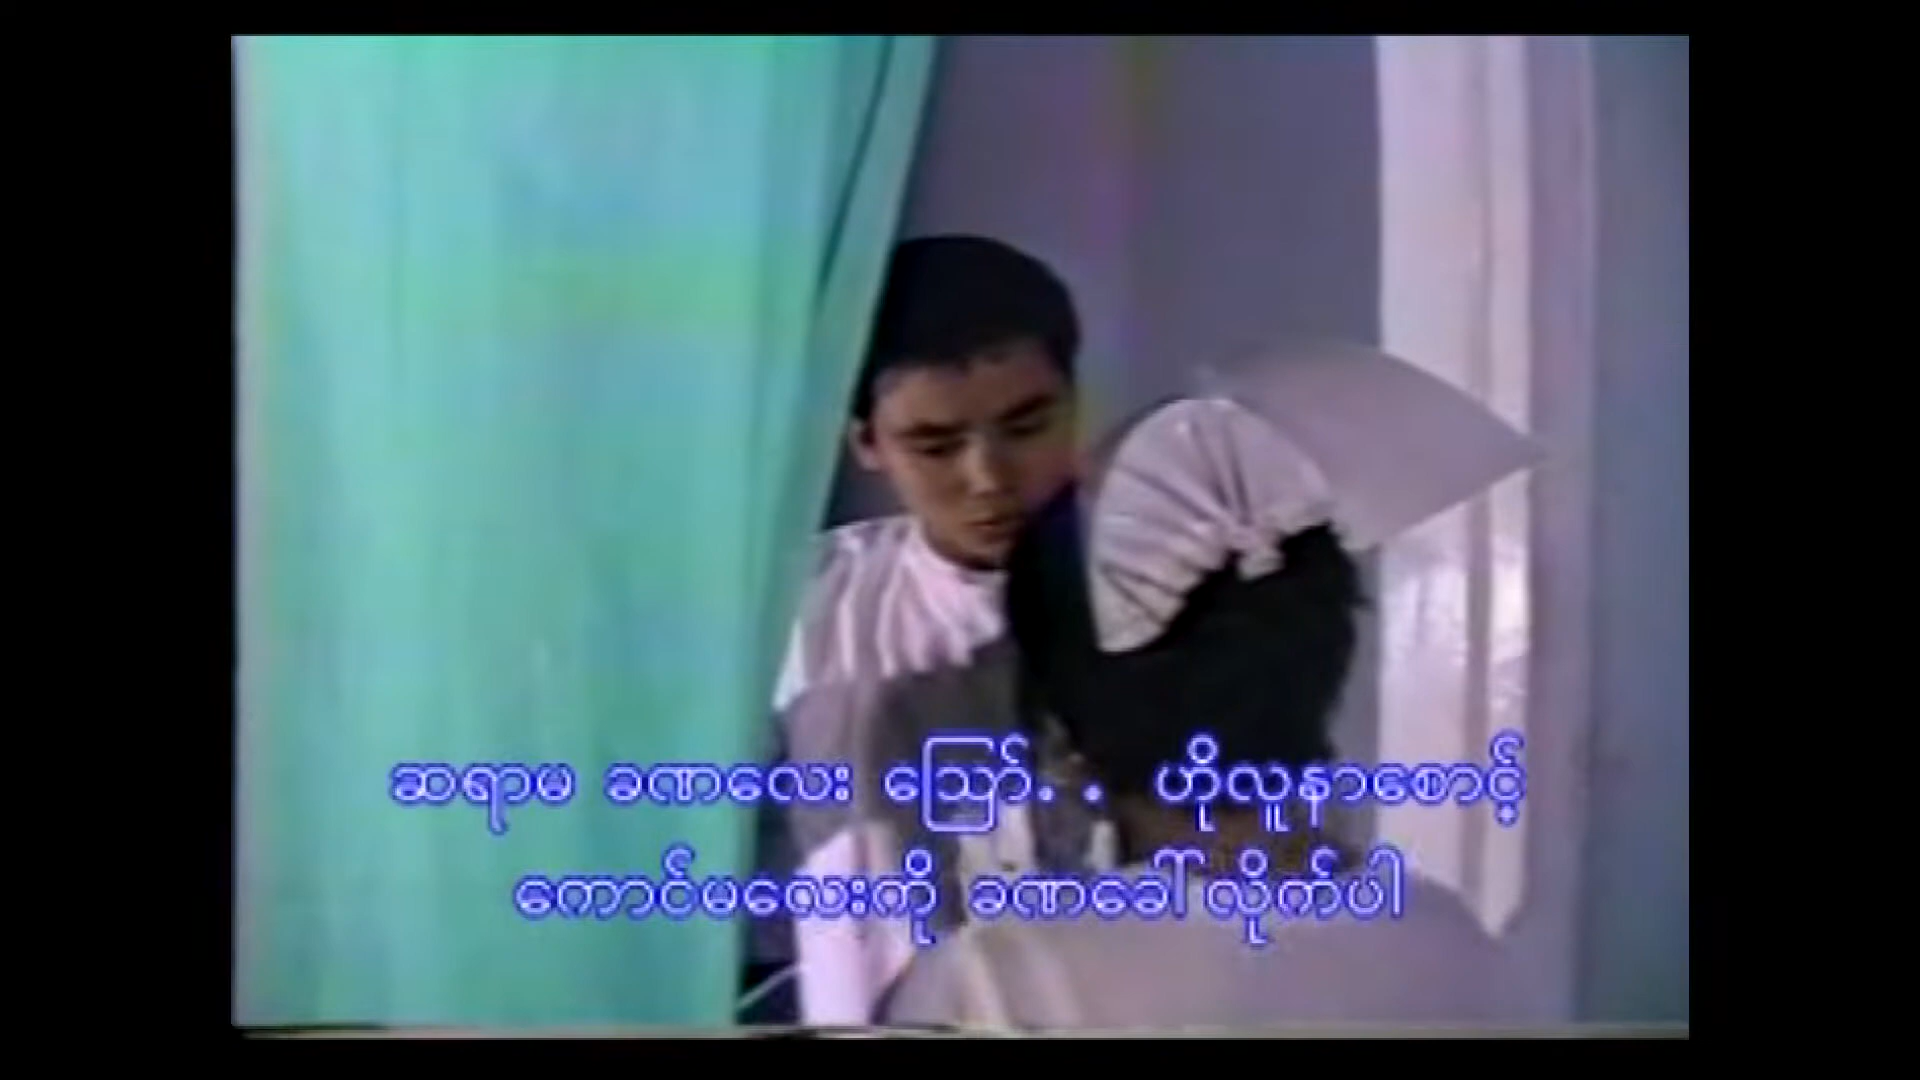 ဆရာမ ခဏလေး ဪော်. . ဟိုလူနာစောင့်
ကောင်မလေးကို ခဏခေါ်လိုက်ပါ